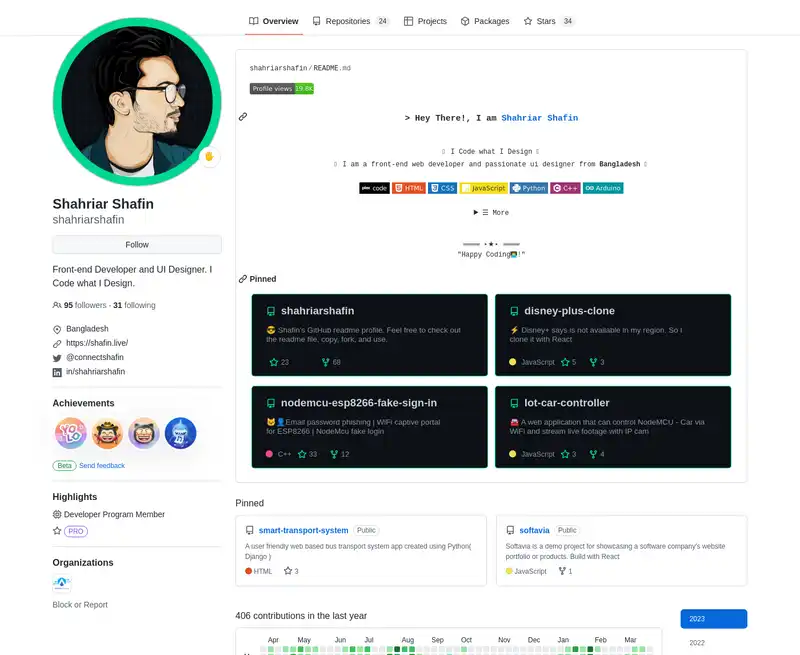 Overview
Repositories 24
Projects
Packages
Stars 34
Shahriar Shafin
shahriarshafin
Follow
Front-end Developer and UI Designer. I
Code what I Design.
95 followers · 31 following
Bangladesh
https://shafin.live/
@connectshafin
in/shahriarshafin
Achievements
YO
LO
Beta Send feedback
Highlights
Developer Program Member
PRO
Organizations
Block or Report
shahriarshafin/README.md
Profile views 19.8K
> Hey There!, I am Shahriar Shafin
I Code what I Design
I am a front-end web developer and passionate ui designer from Bangladesh
code HTML CSS JavaScript Python C++ Arduino
▶ ☰ More
════ ⋆★⋆ ════
"Happy Coding👨‍💻!"
Pinned
shahriarshafin
😎 Shafin's GitHub readme profile. Feel free to check out
the readme file, copy, fork, and use.
23 68
disney-plus-clone
⚡ Disney+ says is not available in my region. So I
clone it with React
JavaScript 5 3
nodemcu-esp8266-fake-sign-in
🐱👤Email password phishing | WiFi captive portal
for ESP8266 | NodeMcu fake login
C++ 33 12
Iot-car-controller
🚘 A web application that can control NodeMCU - Car via
WiFi and stream live footage with IP cam
JavaScript 3 4
Pinned
smart-transport-system Public
A user friendly web based bus transport system app created using Python(
Django )
HTML 3
softavia Public
Softavia is a demo project for showcasing a software company's website
portfolio or products. Build with React
JavaScript 1
406 contributions in the last year
2023
2022
Apr May Jun Jul Aug Sep Oct Nov Dec Jan Feb Mar